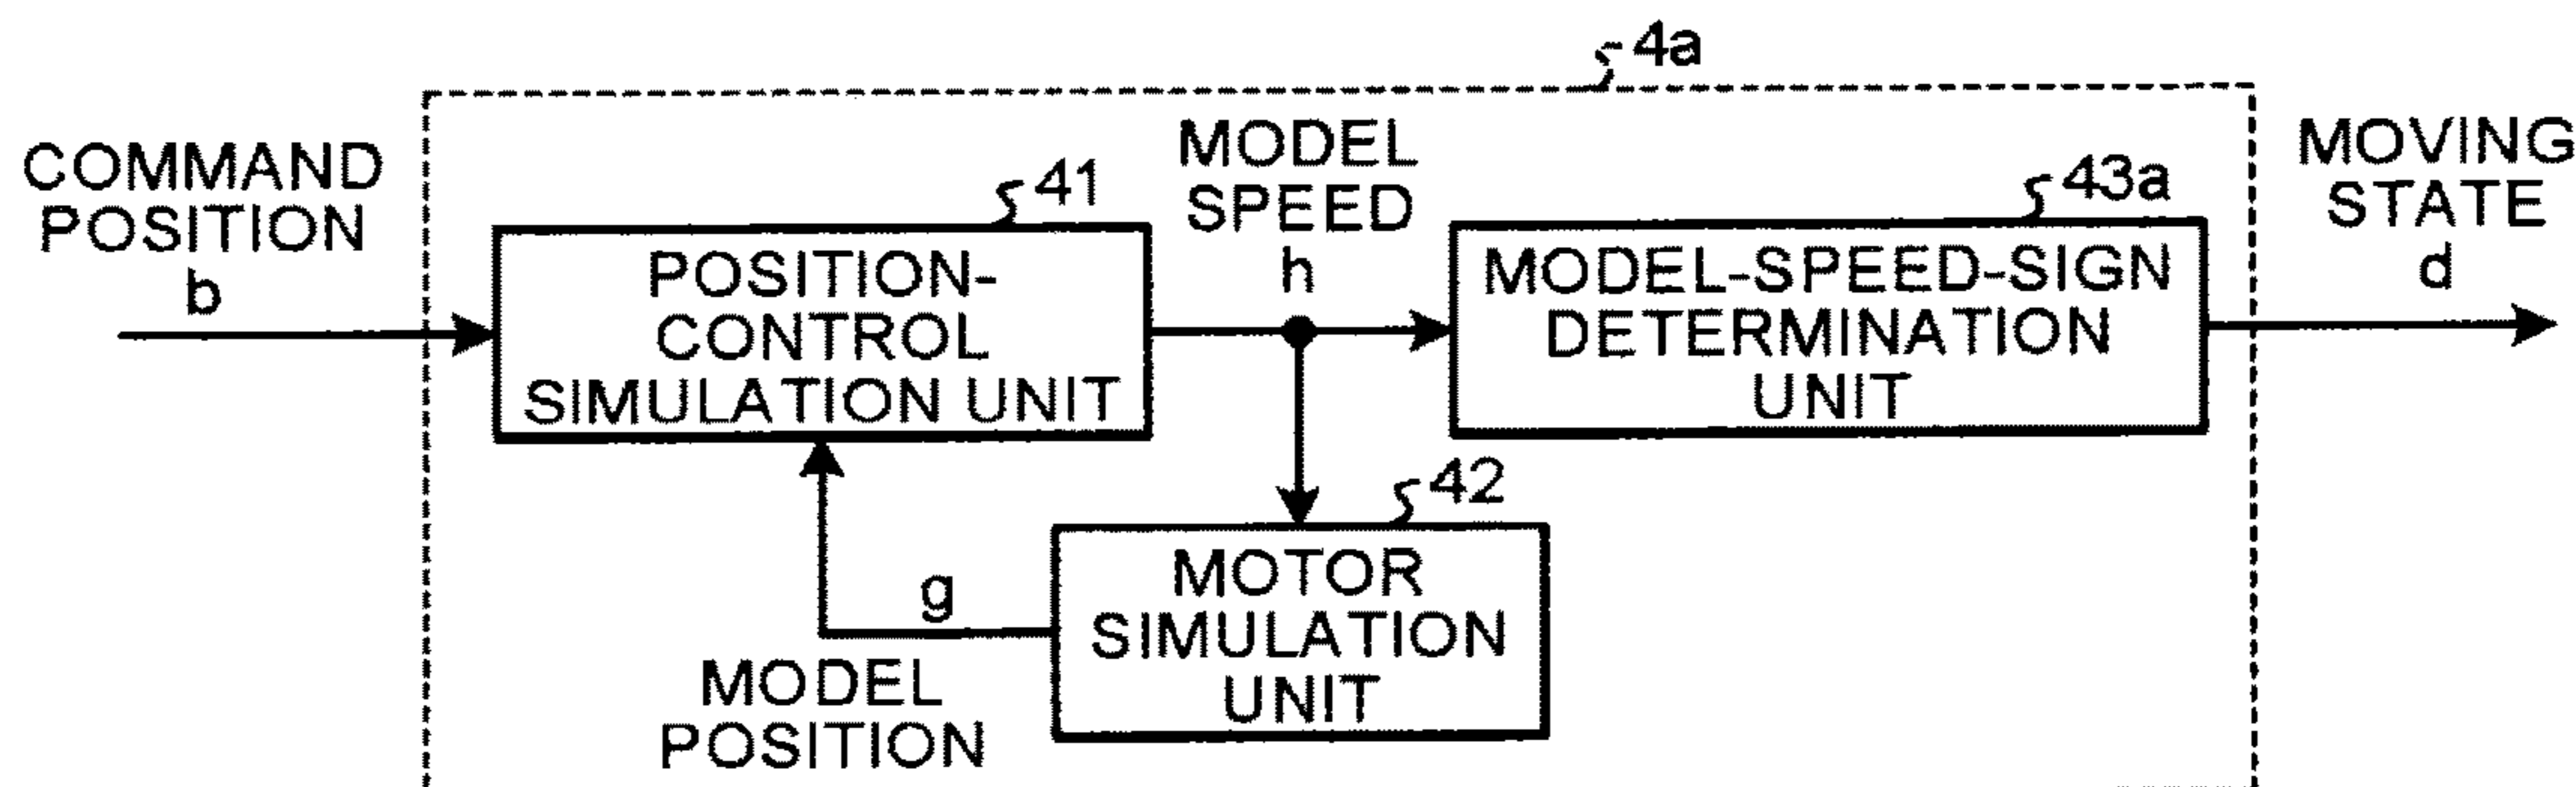 4a
COMMAND
POSITION
b
41
POSITION-
CONTROL
SIMULATION UNIT
MODEL
SPEED
h
43a
MODEL-SPEED-SIGN
DETERMINATION
UNIT
MOVING
STATE
d
42
MOTOR
SIMULATION
UNIT
g
MODEL
POSITION